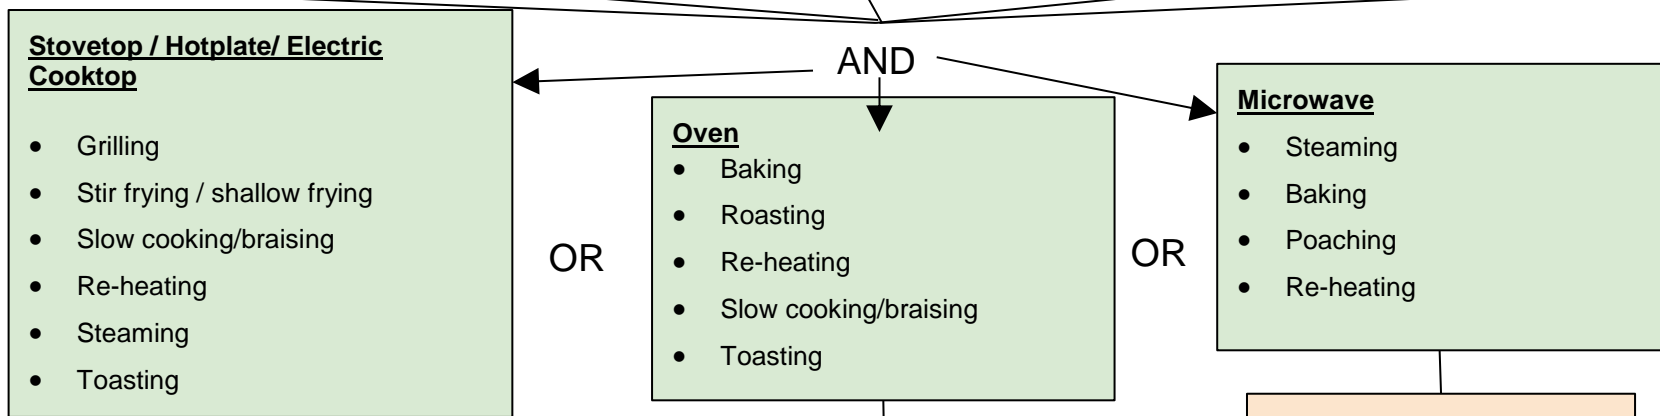 AND
Stovetop / Hotplate/ Electric
Cooktop
• Grilling
• Stir frying / shallow frying
• Slow cooking/braising
• Re-heating
• Steaming
• Toasting
OR
Oven
• Baking
• Roasting
• Re-heating
• Slow cooking/braising
• Toasting
OR
Microwave
• Steaming
• Baking
• Poaching
• Re-heating